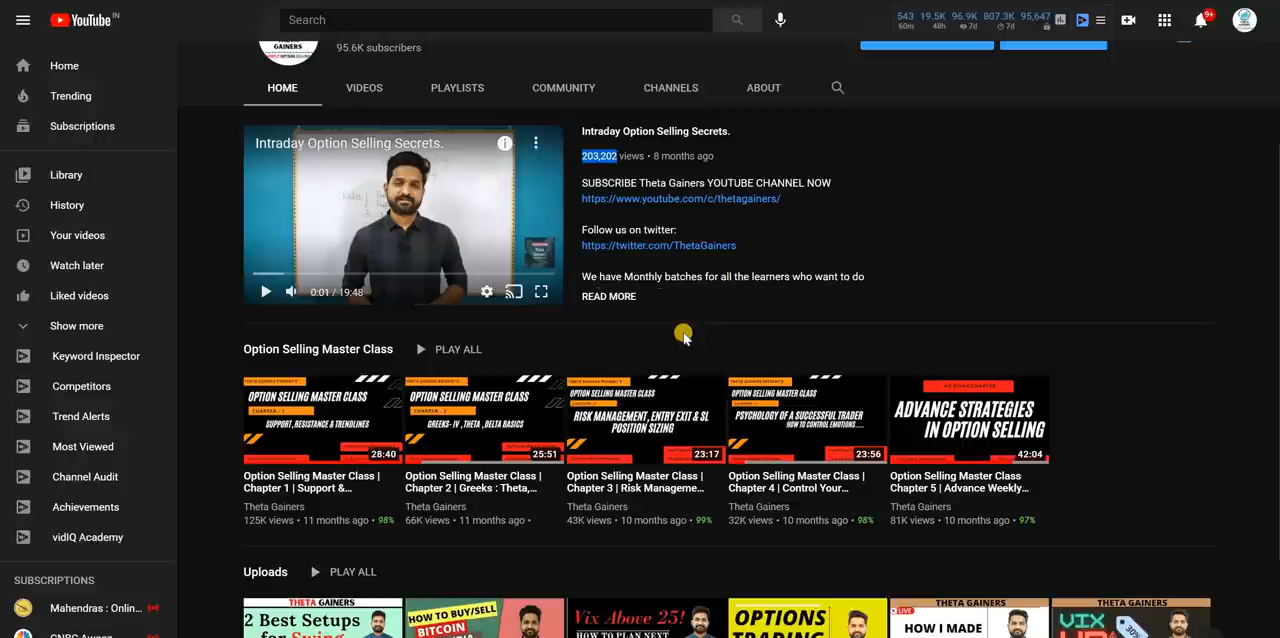 YouTube IN
Search
543 19.5K 96.9K 807.3K 95,647
60m 48h 7d 7d
9+
GAINERS
95.6K subscribers
HOME VIDEOS PLAYLISTS COMMUNITY CHANNELS ABOUT
Home
Trending
Subscriptions
Library
History
Your videos
Watch later
Liked videos
Show more
Keyword Inspector
Competitors
Trend Alerts
Most Viewed
Channel Audit
Achievements
vidIQ Academy
SUBSCRIPTIONS
Mahendras : Onlin...
Intraday Option Selling Secrets.
0:01 / 19:48
Intraday Option Selling Secrets.
203,202 views • 8 months ago
SUBSCRIBE Theta Gainers YOUTUBE CHANNEL NOW
https://www.youtube.com/c/thetagainers/
Follow us on twitter:
https://twitter.com/ThetaGainers
We have Monthly batches for all the learners who want to do
READ MORE
Option Selling Master Class PLAY ALL
OPTION SELLING MASTER CLASS
CHAPTER - 1
SUPPORT,RESISTANCE & TRENDLINES
28:40
Option Selling Master Class |
Chapter 1 | Support &...
Theta Gainers
125K views • 11 months ago • 98%
OPTION SELLING MASTER CLASS
CHAPTER - 2
GREEKS- IV ,THETA ,DELTA BASICS
25:51
Option Selling Master Class |
Chapter 2 | Greeks : Theta,...
Theta Gainers
66K views • 11 months ago •
OPTION SELLING MASTER CLASS
RISK MANAGEMENT, ENTRY EXIT & SL
POSITION SIZING
23:17
Option Selling Master Class |
Chapter 3 | Risk Manageme...
Theta Gainers
43K views • 10 months ago • 99%
OPTION SELLING MASTER CLASS
PSYCHOLOGY OF A SUCCESSFUL TRADER
HOW TO CONTROL EMOTIONS....
23:56
Option Selling Master Class |
Chapter 4 | Control Your...
Theta Gainers
32K views • 10 months ago • 98%
ADVANCE STRATEGIES
IN OPTION SELLING
42:04
Option Selling Master Class
Chapter 5 | Advance Weekly...
Theta Gainers
81K views • 10 months ago • 97%
Uploads PLAY ALL
THETA GAINERS
2 Best Setups
HOW TO BUY/SELL
BITCOIN
Vix Above 25!
HOW TO PLAN NEXT
OPTIONS
TRADING
LIVE THETA GAINERS
HOW I MADE
THETA GAINERS
VIX
30%